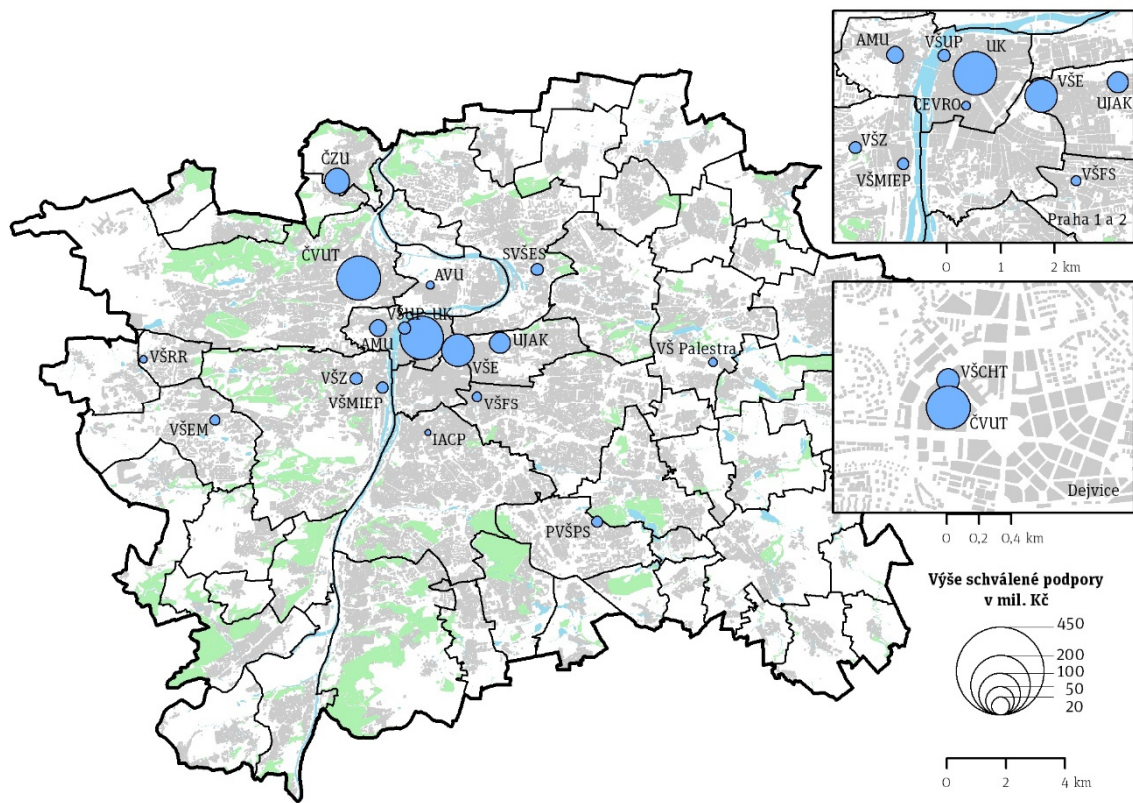 ČZU
ČVUT
SVŠES
AVU
VŠUP
UK
AMU
UJAK
VŠE
VŠRR
VŠZ
VŠMIEP
VŠFS
VŠ Palestra
VŠEM
IACP
PVŠPS
AMU
VŠUP
UK
VŠE
UJAK
CEVRO
VŠZ
VŠMIEP
VŠFS
Praha 1 a 2
0 1 2 km
VŠCHT
ČVUT
Dejvice
0 0,2 0,4 km
Výše schválené podpory
v mil. Kč
450
200
100
50
20
0 2 4 km